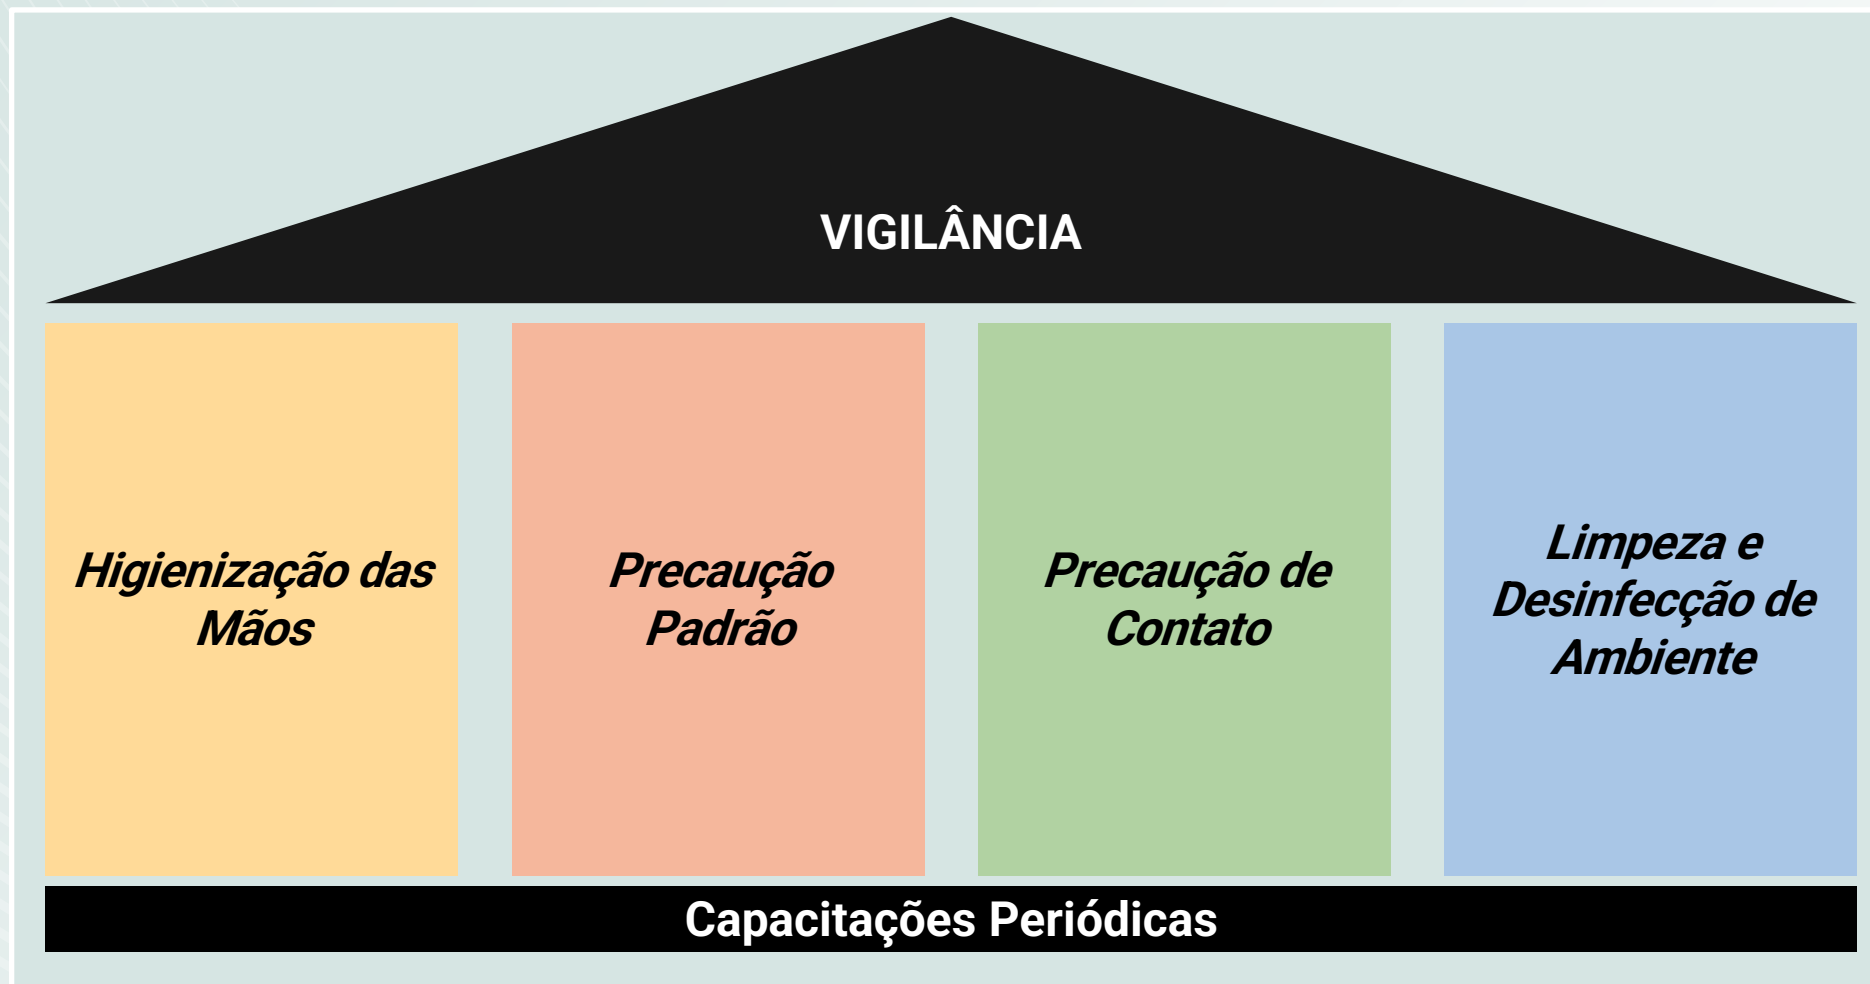 VIGILÂNCIA
Higienização das
Mãos
Precaução
Padrão
Precaução de
Contato
Limpeza e
Desinfecção de
Ambiente
Capacitações Periódicas